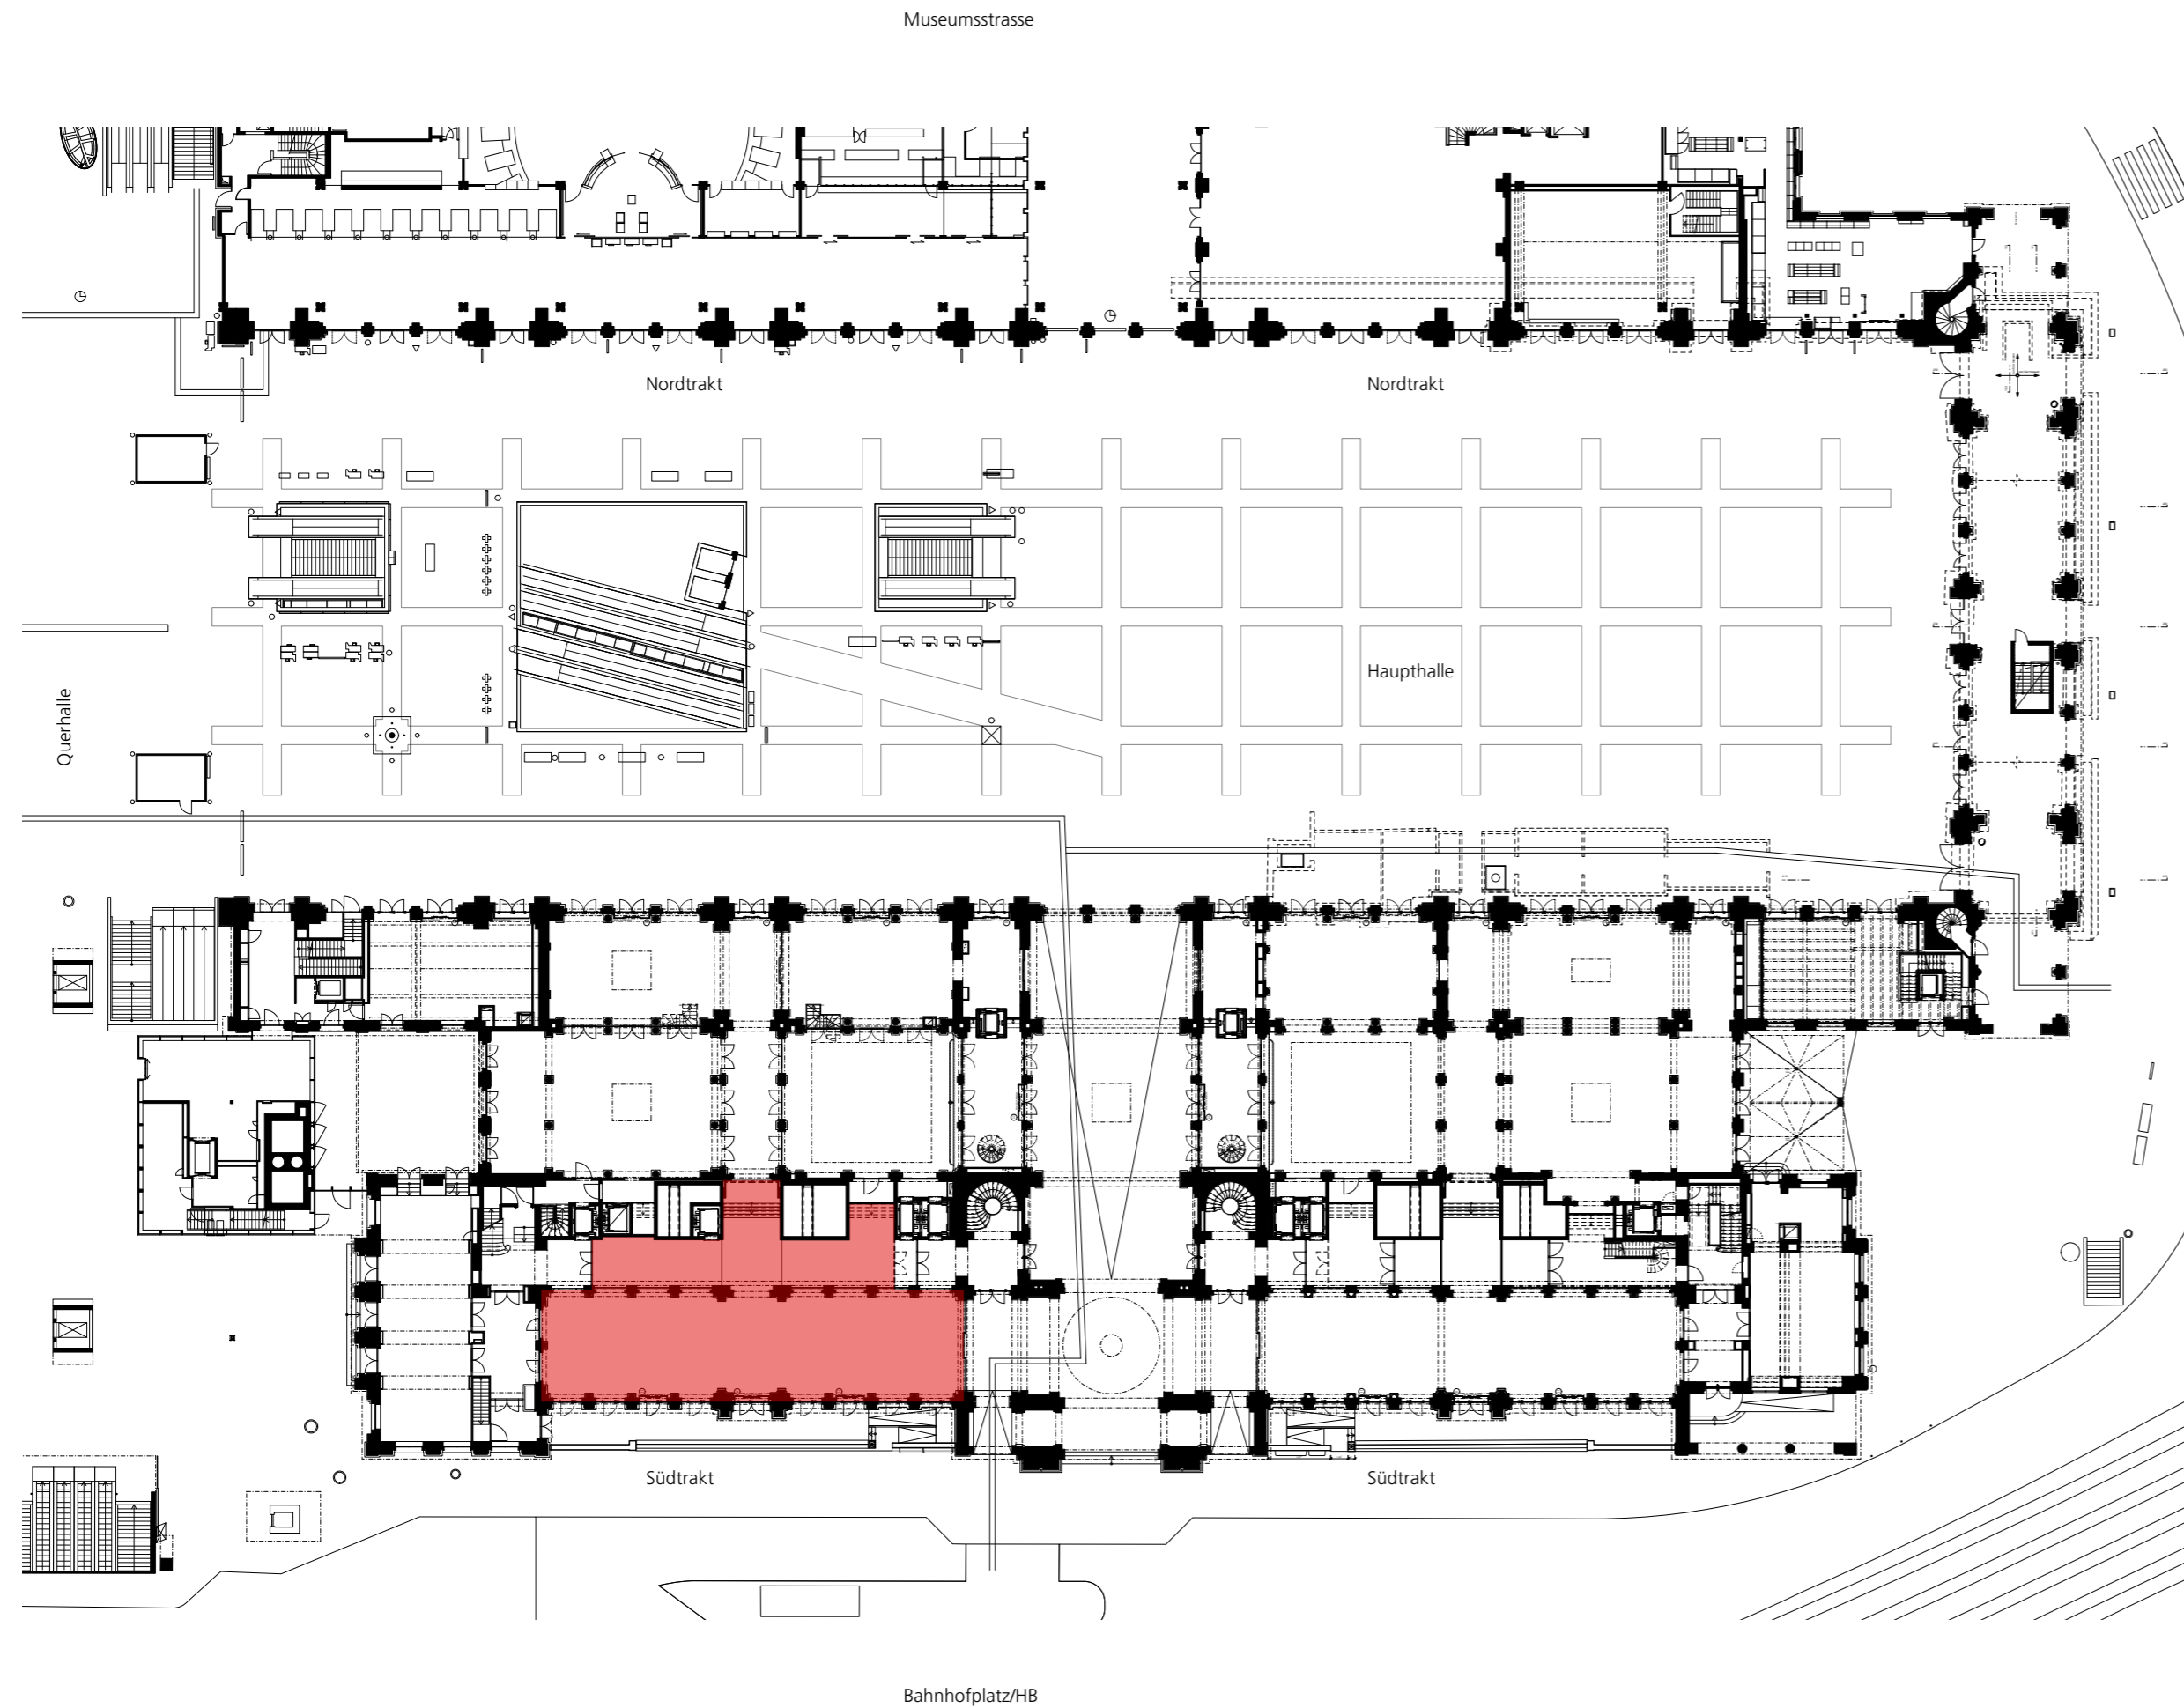 Museumsstrasse
Nordtrakt
Nordtrakt
Haupthalle
Querhalle
Südtrakt
Südtrakt
Bahnhofplatz/HB